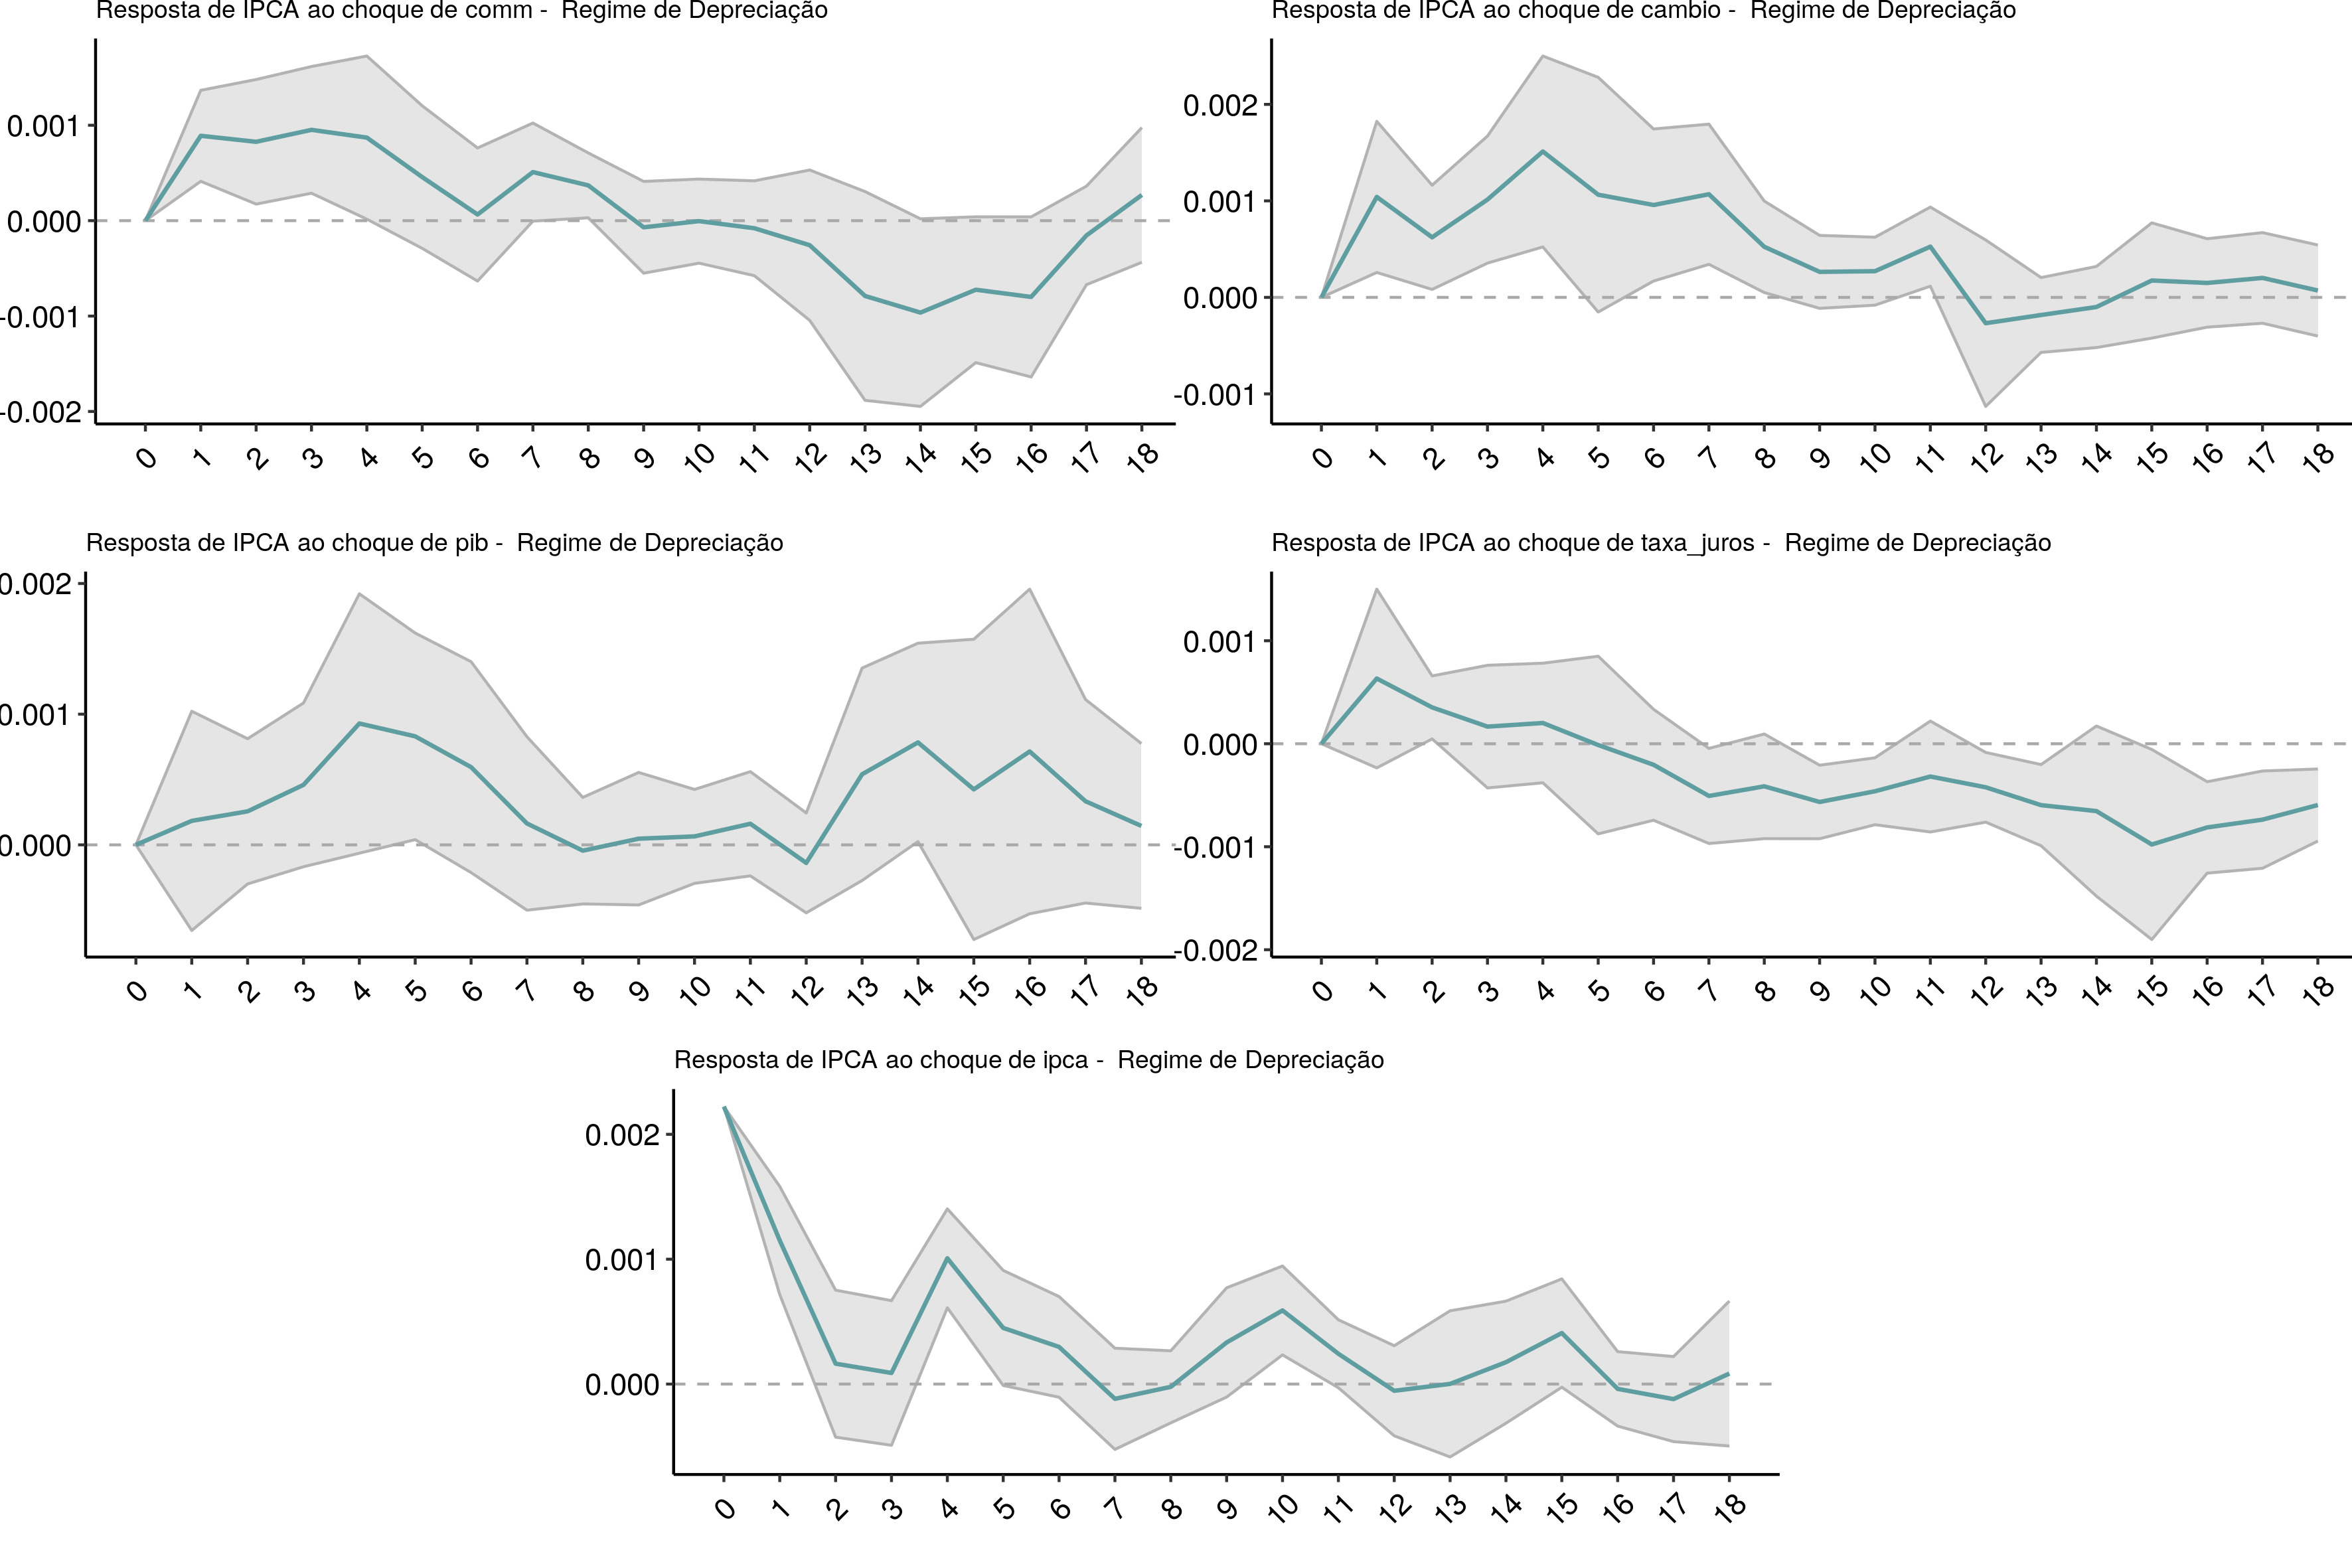 Resposta de IPCA ao choque de comm -  Regime de Depreciação
0.001
0.000
-0.001
-0.002
0 1 2 3 4 5 6 7 8 9 10 11 12 13 14 15 16 17 18
Resposta de IPCA ao choque de cambio -  Regime de Depreciação
0.002
0.001
0.000
-0.001
0 1 2 3 4 5 6 7 8 9 10 11 12 13 14 15 16 17 18
Resposta de IPCA ao choque de pib -  Regime de Depreciação
0.002
0.001
0.000
0 1 2 3 4 5 6 7 8 9 10 11 12 13 14 15 16 17 18
Resposta de IPCA ao choque de taxa_juros -  Regime de Depreciação
0.001
0.000
-0.001
-0.002
0 1 2 3 4 5 6 7 8 9 10 11 12 13 14 15 16 17 18
Resposta de IPCA ao choque de ipca -  Regime de Depreciação
0.002
0.001
0.000
0 1 2 3 4 5 6 7 8 9 10 11 12 13 14 15 16 17 18